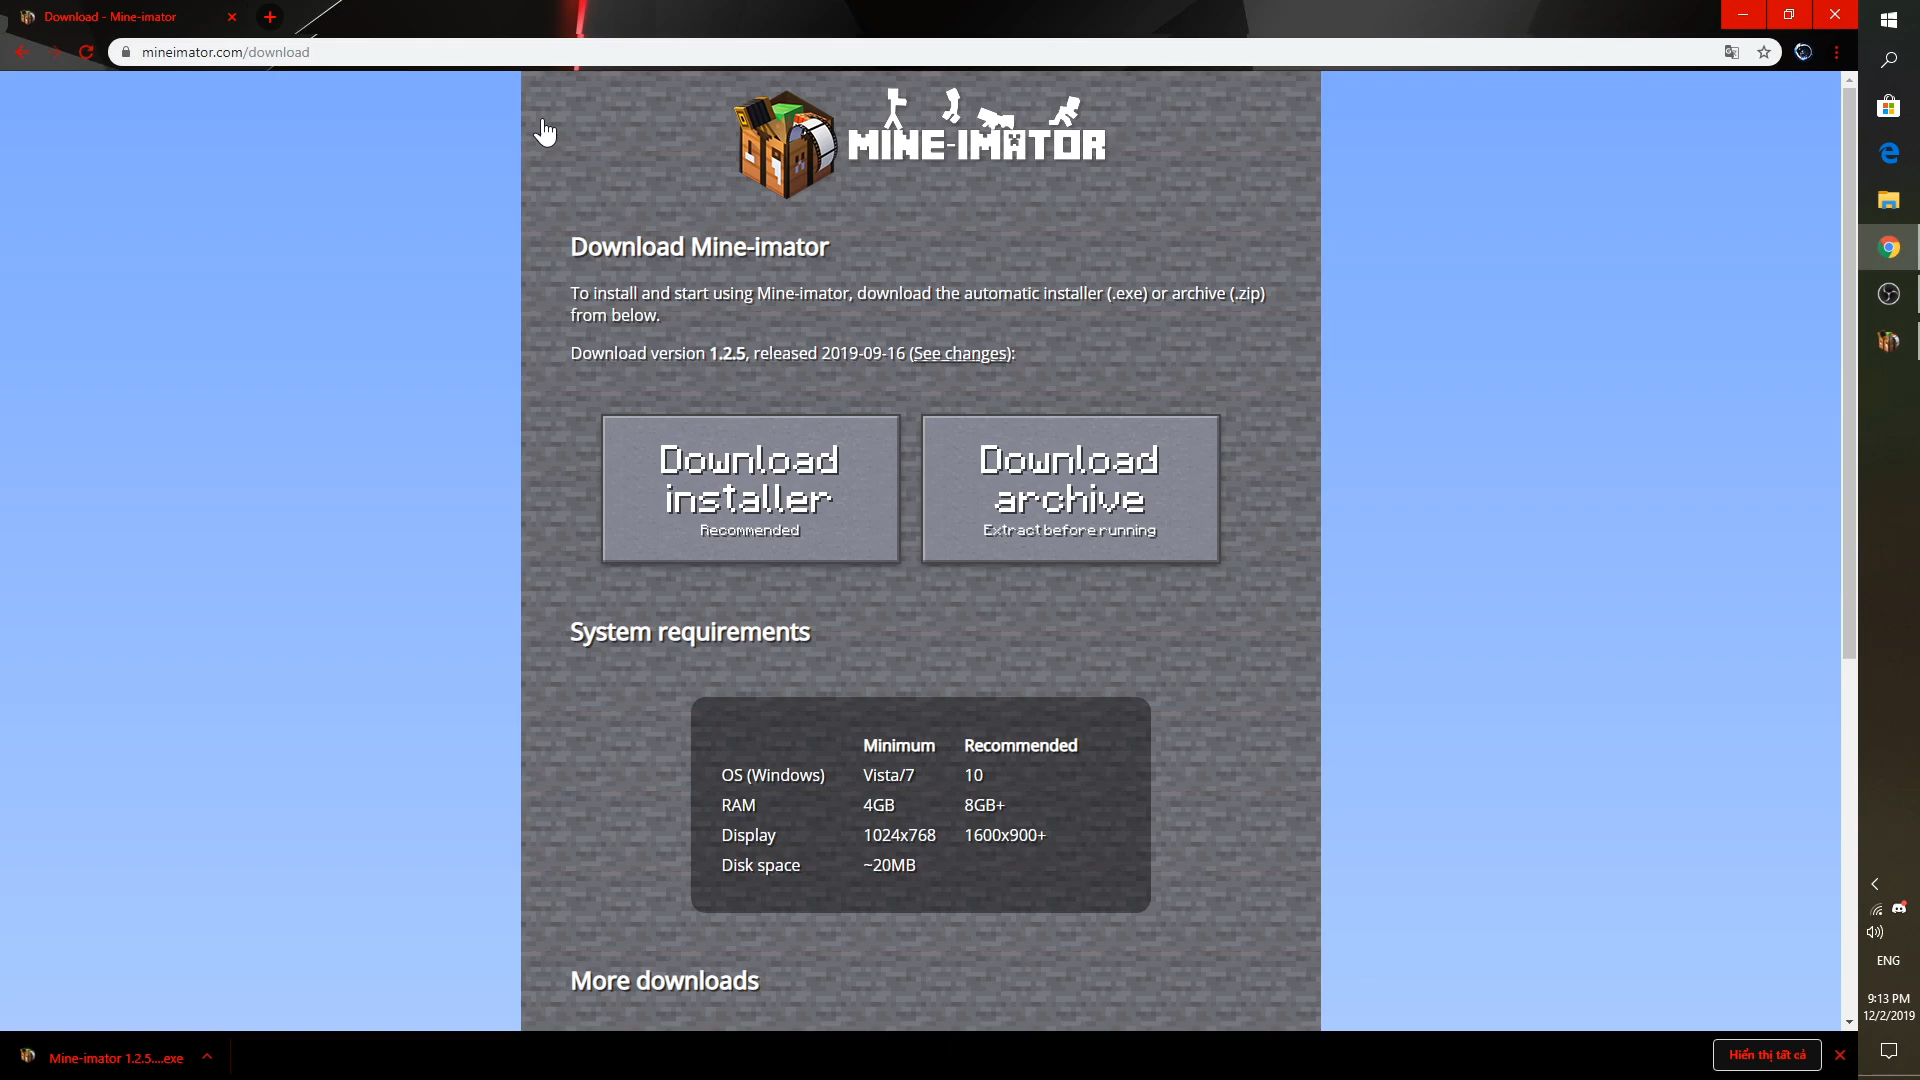 Download - Mine-imator
mineimator.com/download
MINE-IMATOR
Download Mine-imator
To install and start using Mine-imator, download the automatic installer (.exe) or archive (.zip)
from below.
Download version 1.2.5, released 2019-09-16 (See changes):
Download
installer
Recommended
Download
archive
Extract before running
System requirements
Minimum Recommended
OS (Windows) Vista/7 10
RAM 4GB 8GB+
Display 1024x768 1600x900+
Disk space ~20MB
More downloads
ENG
9:13 PM
12/2/2019
Mine-imator 1.2.5....exe
Hiển thị tất cả